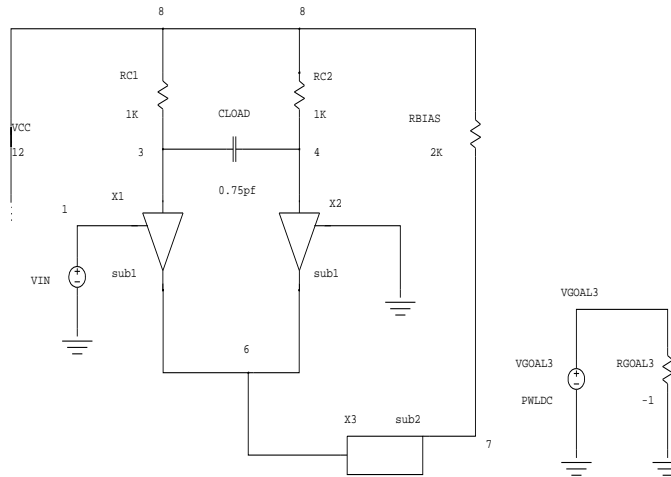 8 8
RC1 RC2
1K CLOAD 1K RBIAS
VCC
12 3 4 2K
0.75pf
1 X1 X2
VIN sub1 sub1
VGOAL3
6
VGOAL3 RGOAL3
PWLDC -1
X3 sub2
7